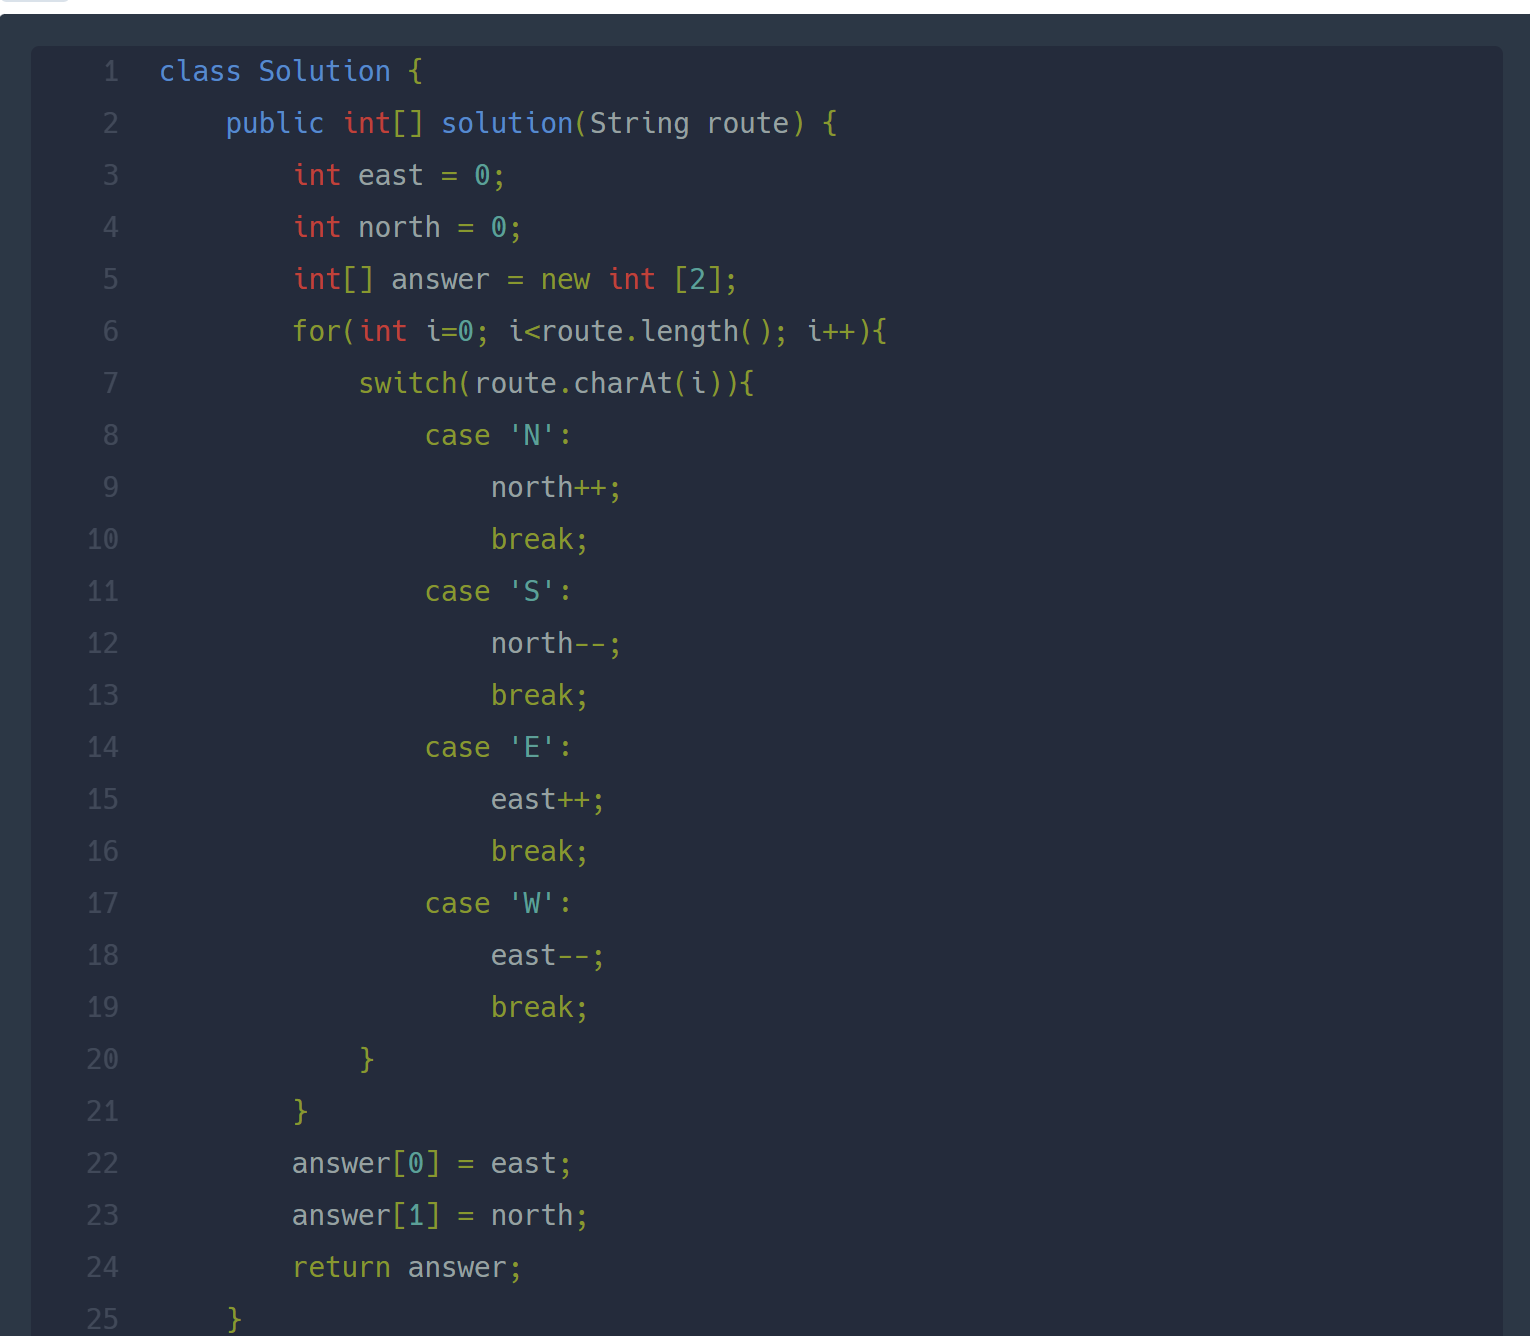 1 class Solution {
2 public int[] solution(String route) {
3 int east = 0;
4 int north = 0;
5 int[] answer = new int [2];
6 for(int i=0; i<route.length(); i++){
7 switch(route.charAt(i)){
8 case 'N':
9 north++;
10 break;
11 case 'S':
12 north--;
13 break;
14 case 'E':
15 east++;
16 break;
17 case 'W':
18 east--;
19 break;
20 }
21 }
22 answer[0] = east;
23 answer[1] = north;
24 return answer;
25 }